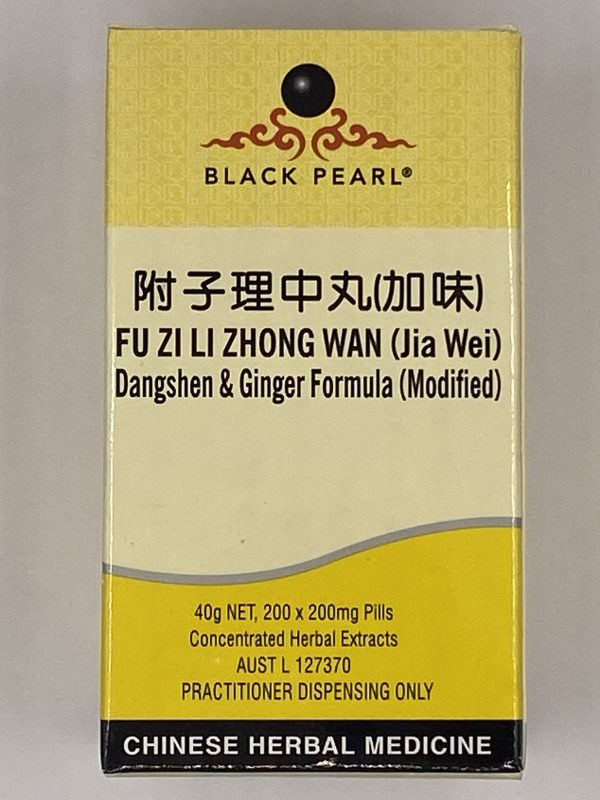 BLACK PEARL®
附子理中丸(加味)
FU ZI LI ZHONG WAN (Jia Wei)
Dangshen & Ginger Formula (Modified)
40g NET, 200 x 200mg Pills
Concentrated Herbal Extracts
AUST L 127370
PRACTITIONER DISPENSING ONLY
CHINESE HERBAL MEDICINE